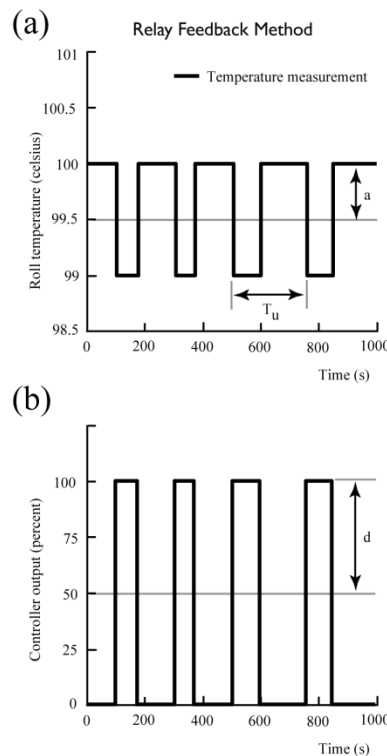 (a)
Relay Feedback Method
Temperature measurement
Roll temperature (celsius)
101
100.5
100
99.5
99
98.5
a
T_u
0 200 400 600 800 1000
Time (s)
(b)
Controller output (percent)
100
75
50
25
0
d
0 200 400 600 800 1000
Time (s)